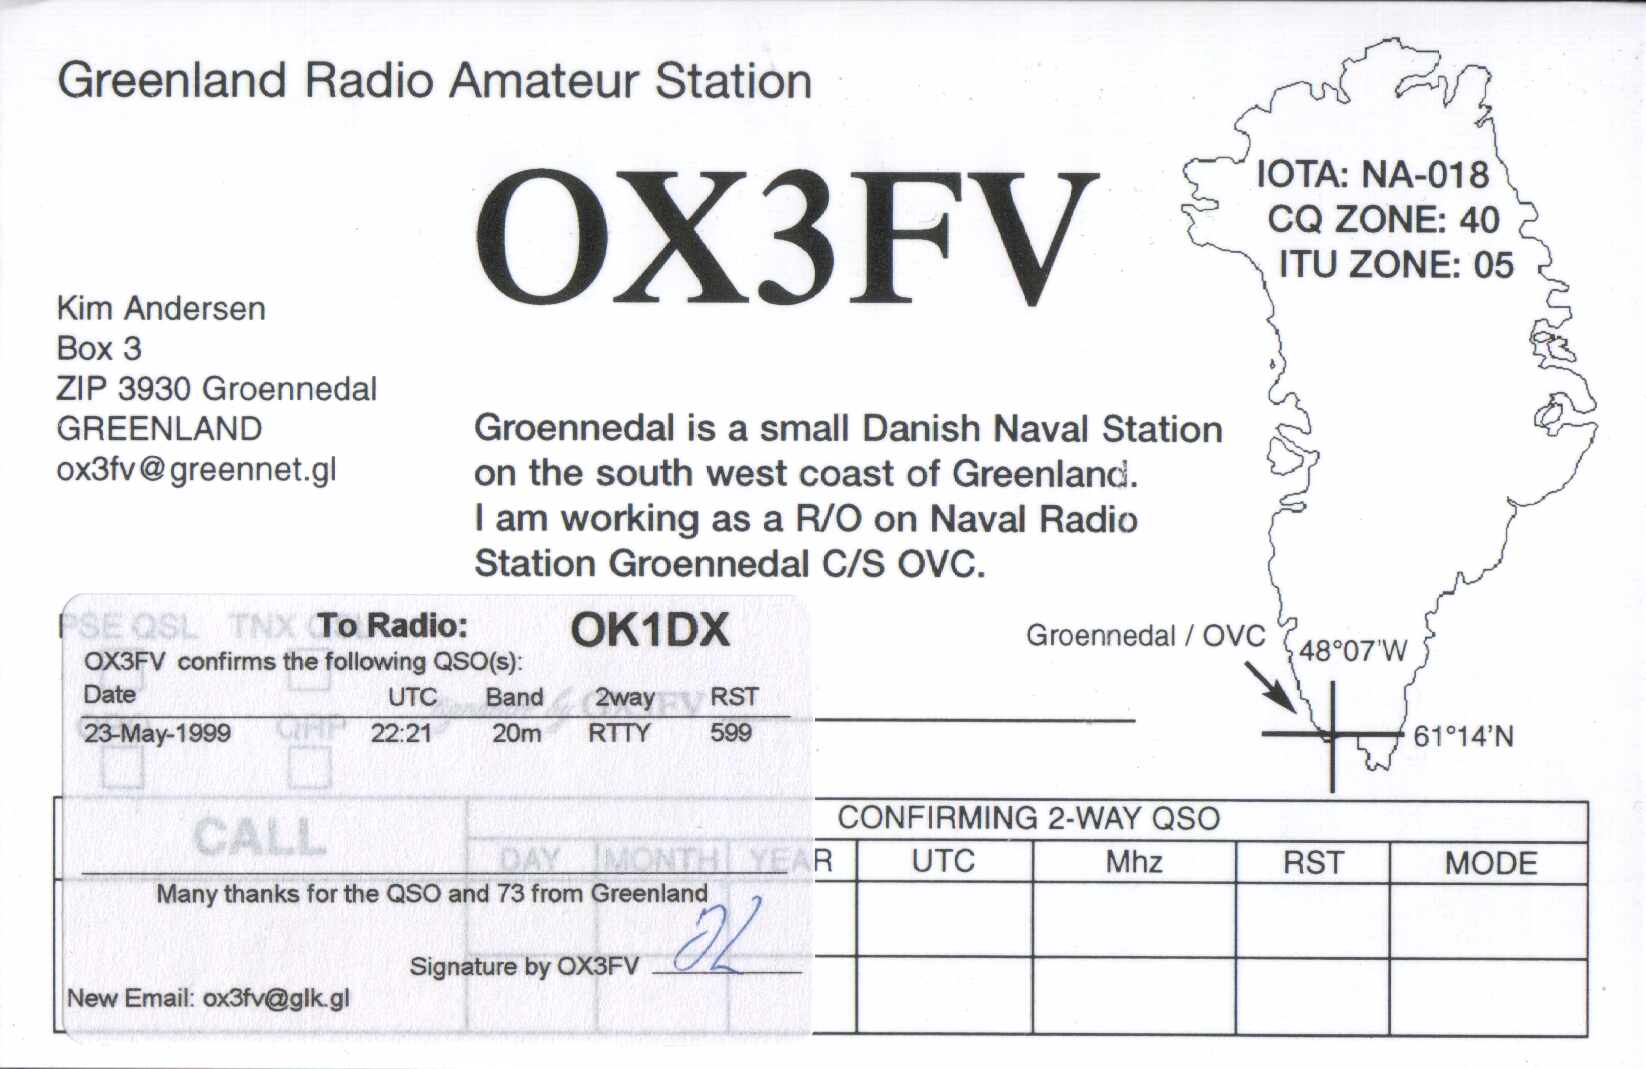 Greenland Radio Amateur Station
OX3FV
IOTA: NA-018
CQ ZONE: 40
ITU ZONE: 05
Kim Andersen
Box 3
ZIP 3930 Groennedal
GREENLAND
ox3fv@greennet.gl
Groennedal is a small Danish Naval Station
on the south west coast of Greenland.
I am working as a R/O on Naval Radio
Station Groennedal C/S OVC.
Groennedal / OVC
48°07'W
61°14'N
PSE QSL TNX
To Radio: OK1DX
OX3FV confirms the following QSO(s):
Date UTC Band 2way RST
OX3FV
23-May-1999 22:21 20m RTTY 599
QRP
CONFIRMING 2-WAY QSO
CALL
DAY MONTH YEAR UTC Mhz RST MODE
Many thanks for the QSO and 73 from Greenland
Signature by OX3FV
New Email: ox3fv@glk.gl